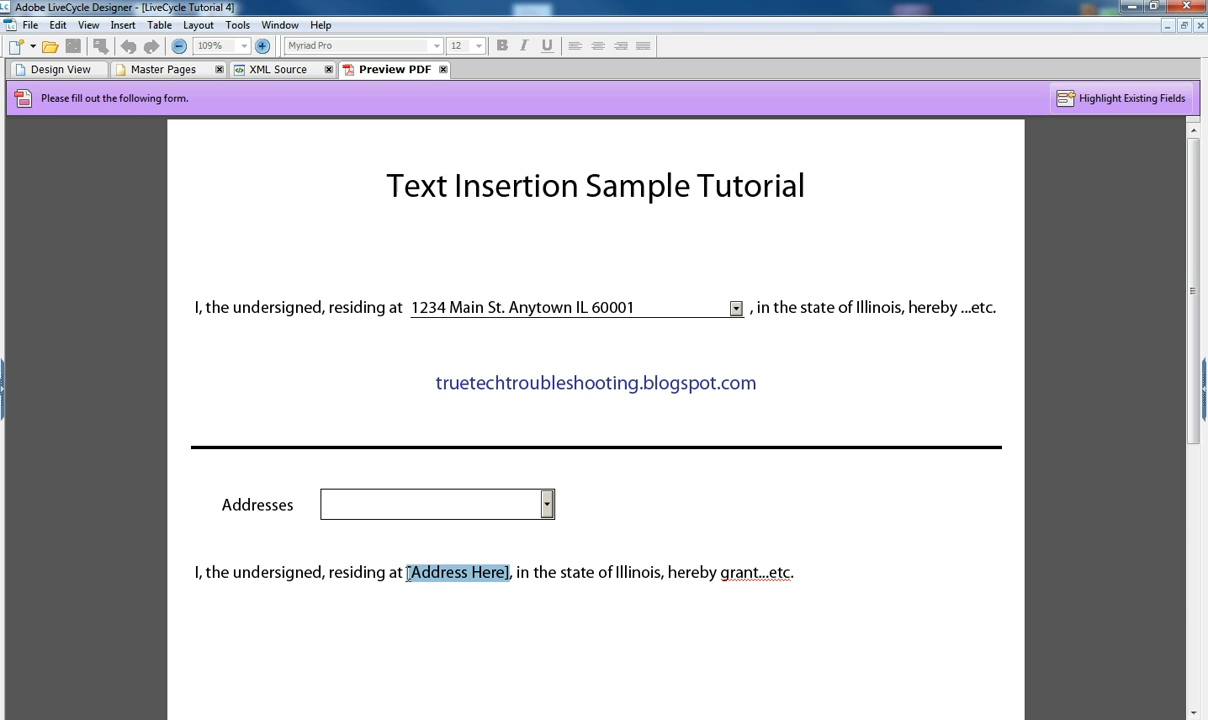 Adobe LiveCycle Designer - [LiveCycle Tutorial 4]
File Edit View Insert Table Layout Tools Window Help
109% Myriad Pro 12 B I U
Design View Master Pages XML Source Preview PDF
Please fill out the following form. Highlight Existing Fields
Text Insertion Sample Tutorial
I, the undersigned, residing at 1234 Main St. Anytown IL 60001 , in the state of Illinois, hereby ...etc.
truetechtroubleshooting.blogspot.com
Addresses
I, the undersigned, residing at [Address Here], in the state of Illinois, hereby grant...etc.